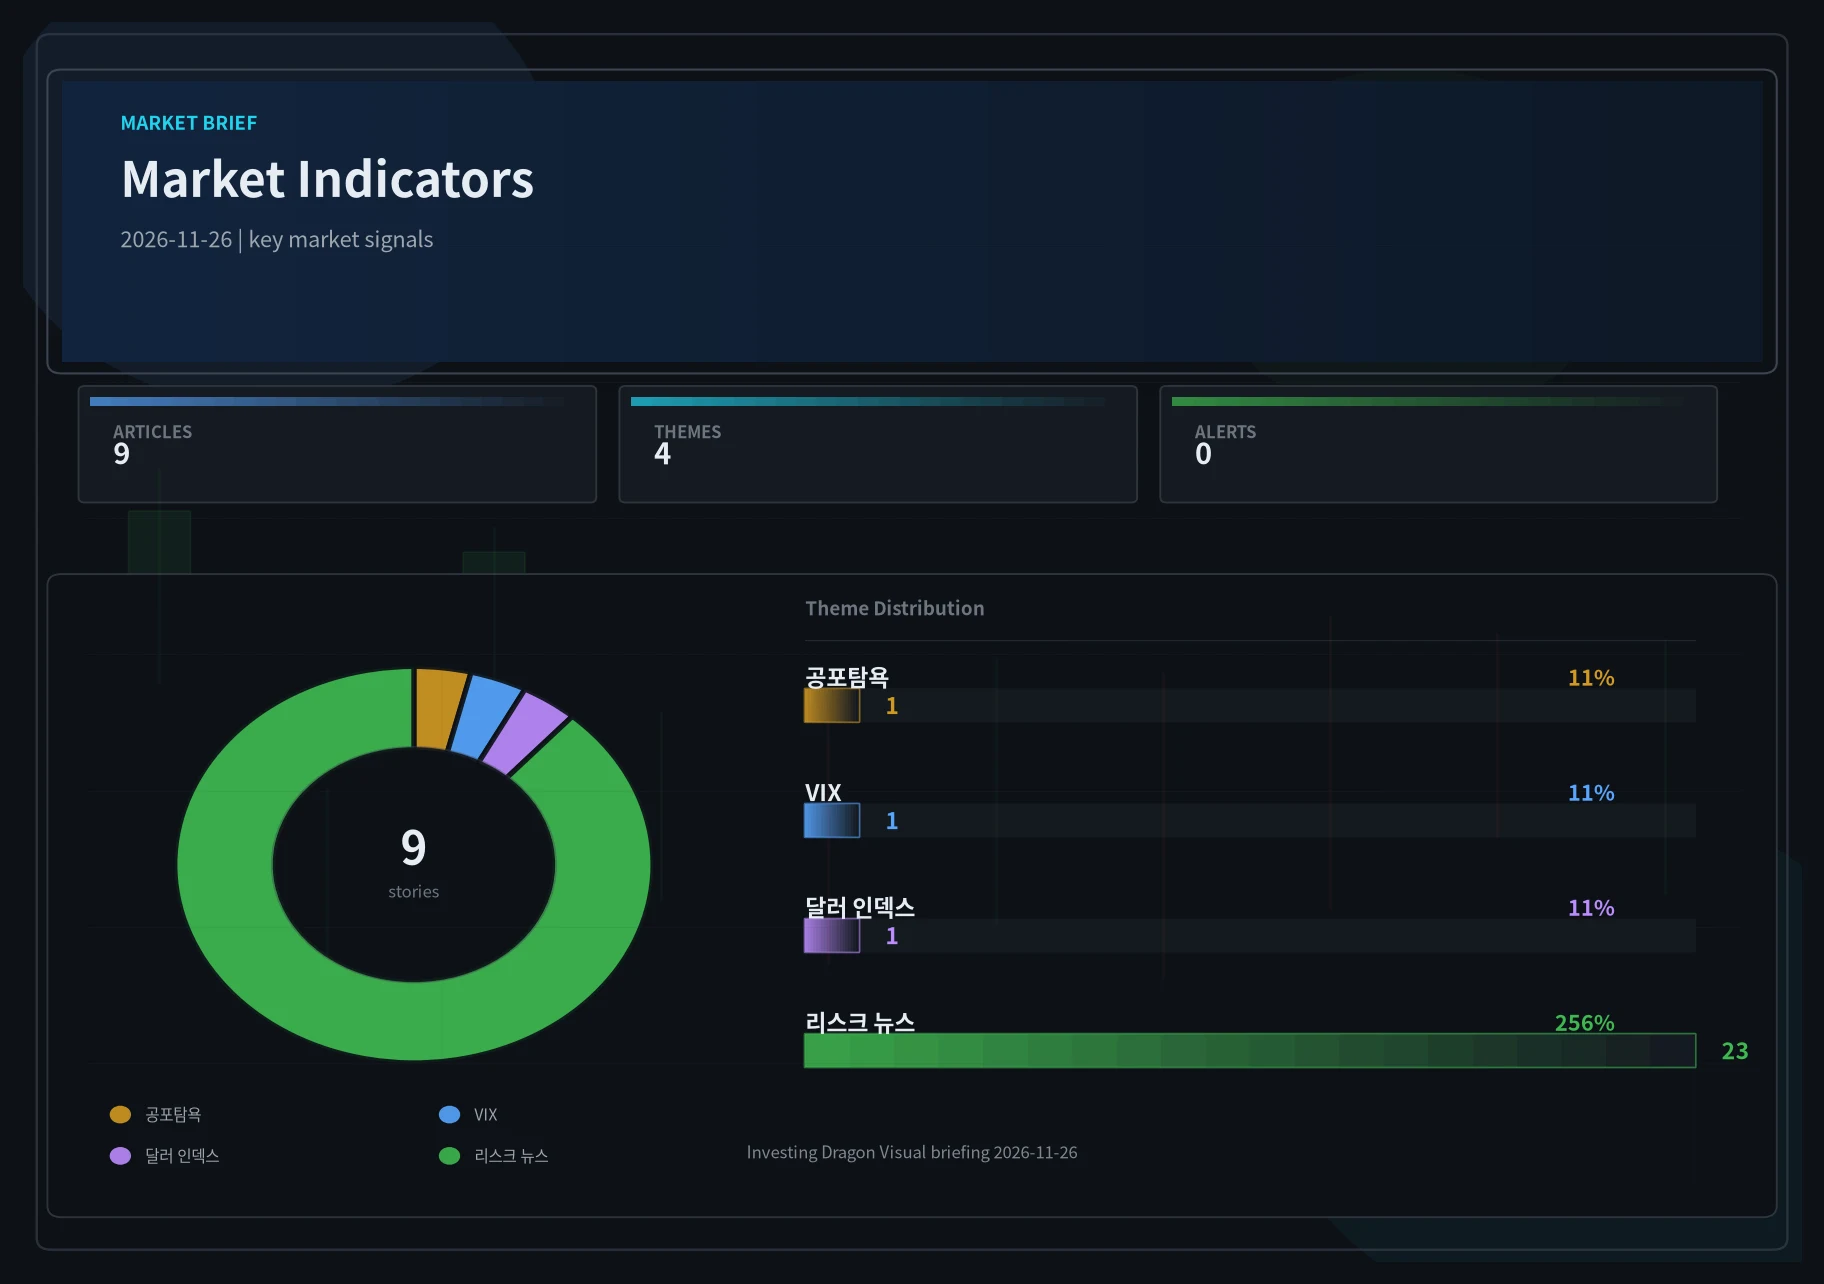 MARKET BRIEF
Market Indicators
2026-11-26 | key market signals
ARTICLES
9
THEMES
4
ALERTS
0
Theme Distribution
공포탐욕
11%
1
VIX
11%
1
달러 인덱스
11%
1
리스크 뉴스
256%
23
9
stories
공포탐욕
VIX
달러 인덱스
리스크 뉴스
Investing Dragon Visual briefing 2026-11-26